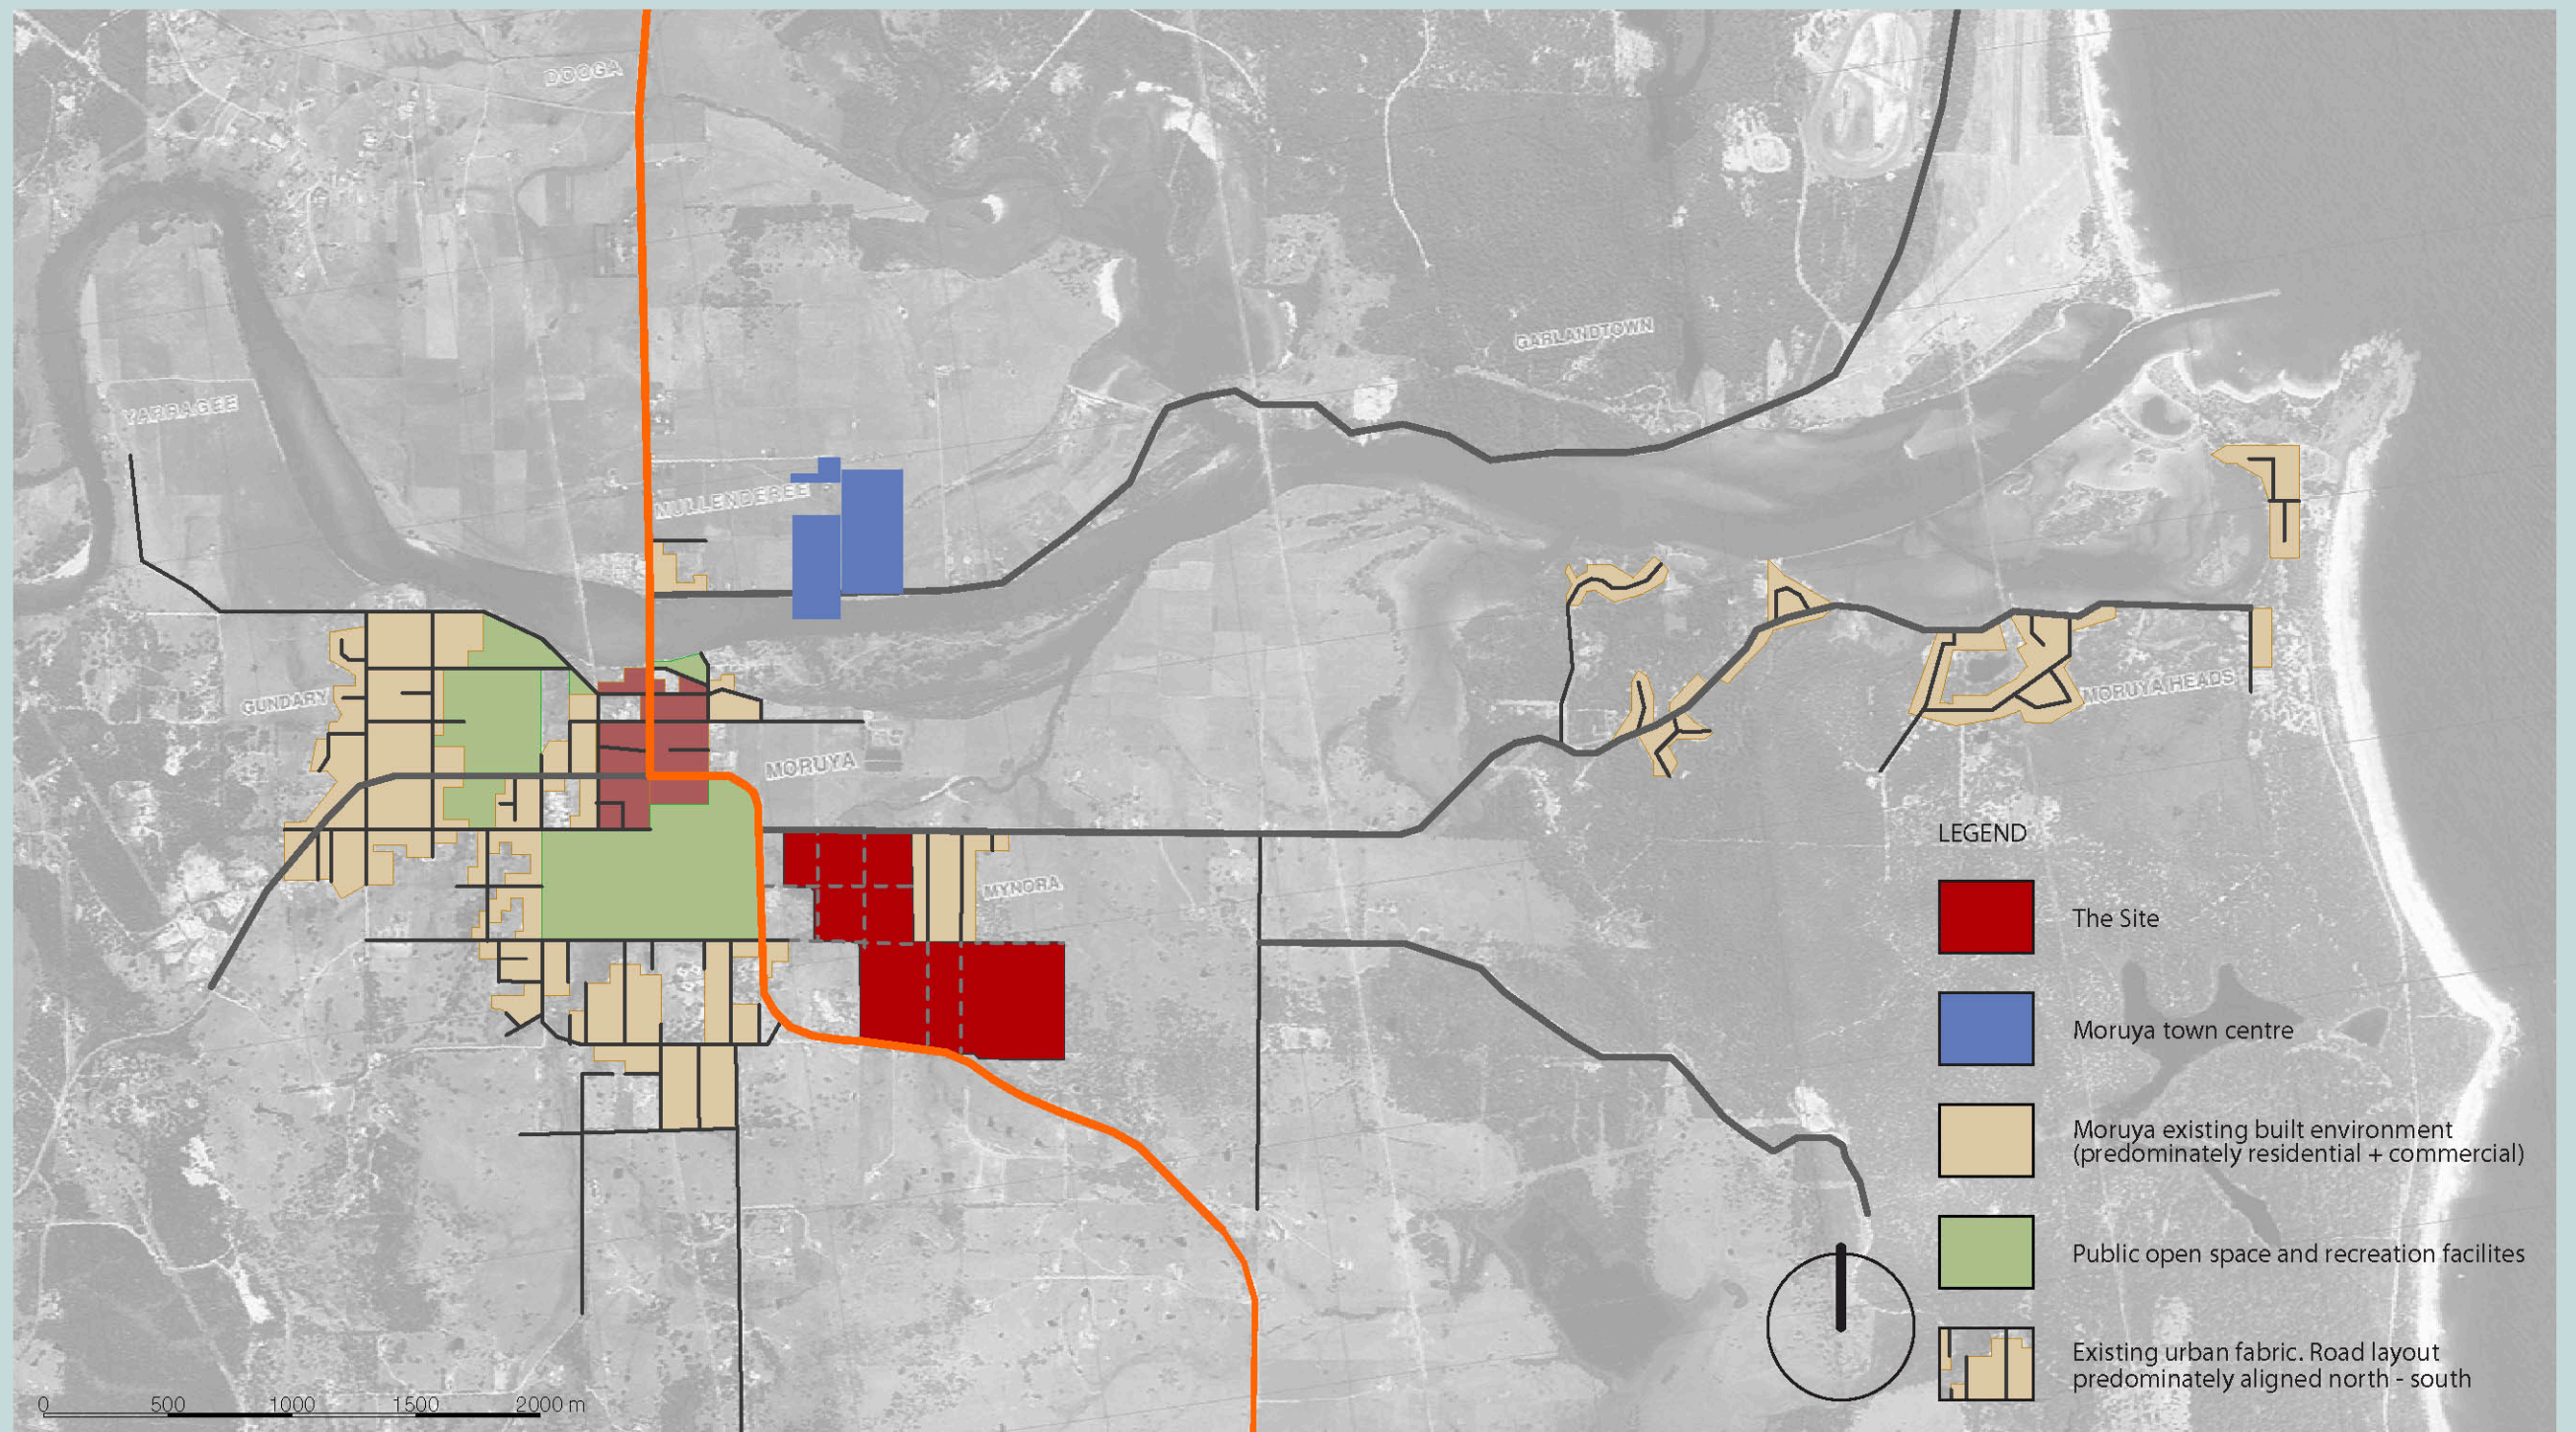 DOOGA
GARLANDTOWN
YARRAGEE
MULLENDEREE
GUNDARY
MORUYA HEADS
MORUYA
MYNORA
LEGEND
The Site
Moruya town centre
Moruya existing built environment
(predominately residential + commercial)
Public open space and recreation facilites
Existing urban fabric. Road layout
predominately aligned north - south
0 500 1000 1500 2000 m